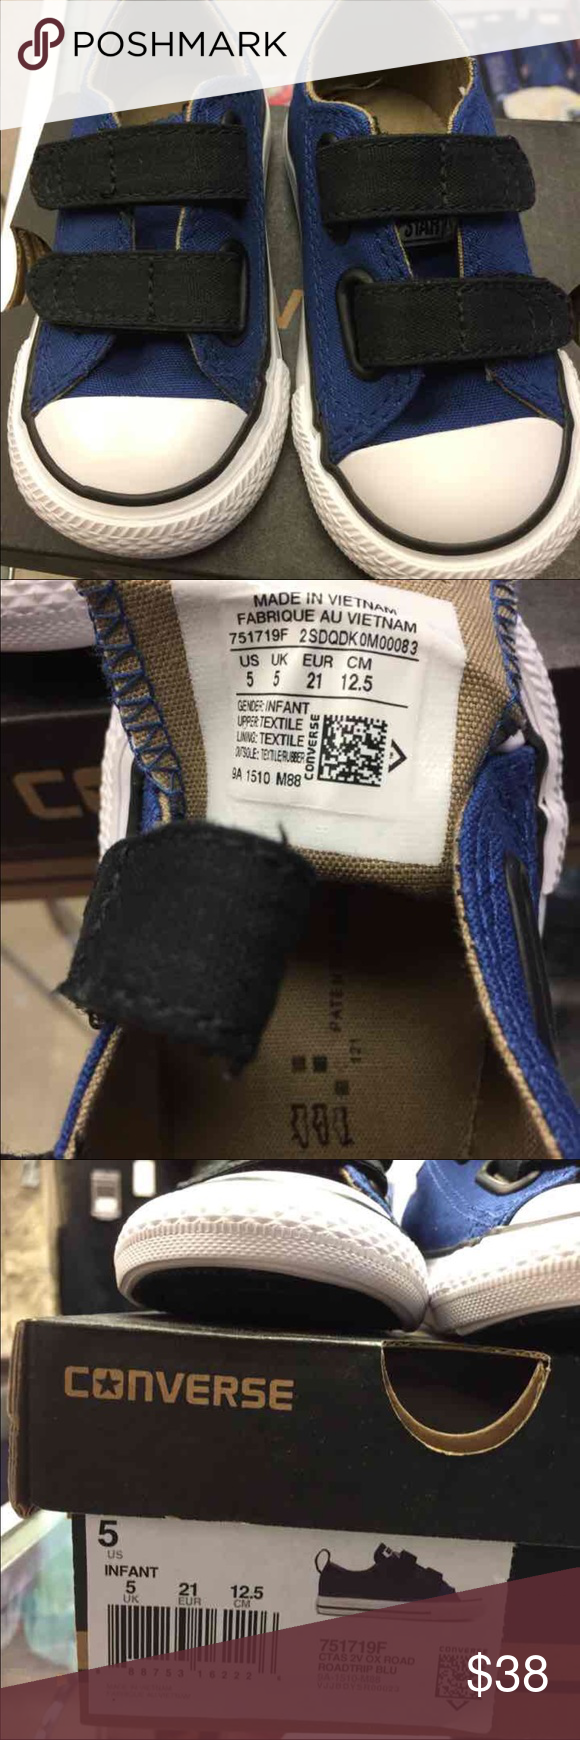 POSHMARK
STAR
MADE IN VIETNAM
FABRIQUE AU VIETNAM
751719F 2SDQDK0M00083
US UK EUR CM
5 5 21 12.5
GENDER: INFANT
UPPER: TEXTILE
LINING: TEXTILE
OUTSOLE: TEXTILE/RUBBER
9A 1510 M88
CONVERSE
PATEN
121
CONVERSE
5
US
INFANT
5 21 12.5
UK EUR CM
751719F
CTAS 2V OX ROAD
ROADTRIP BLU
CONVERSE
$38